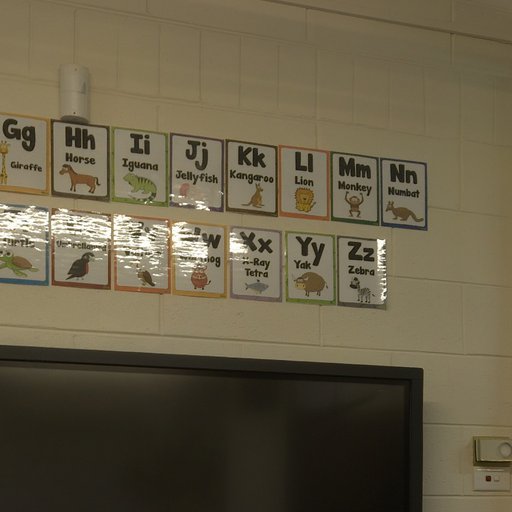 Gg
Giraffe
Hh
Horse
Ii
Iguana
Jj
Jellyfish
Kk
Kangaroo
Ll
Lion
Mm
Monkey
Nn
Numbat
Xx
X-Ray
Tetra
Yy
Yak
Zz
Zebra